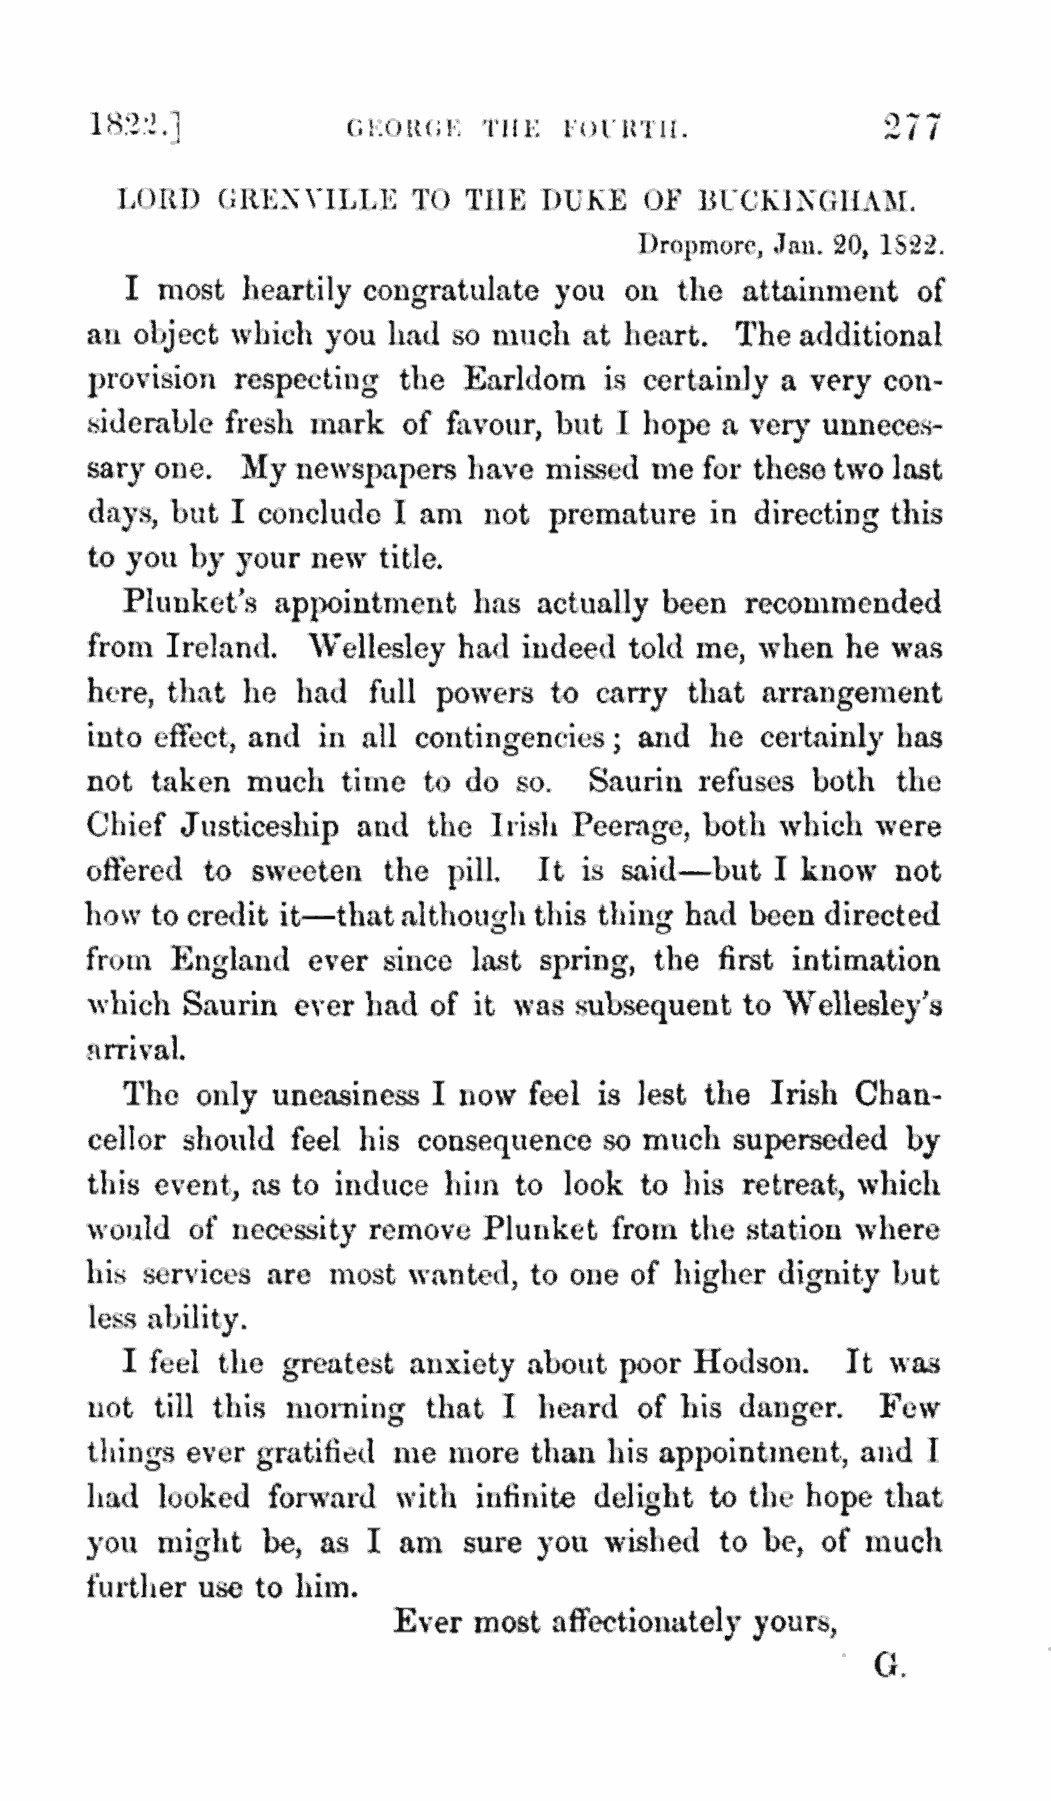 1822.] GEORGE THE FOURTH. 277
LORD GRENVILLE TO THE DUKE OF BUCKINGHAM.
Dropmore, Jan. 20, 1822.
I most heartily congratulate you on the attainment of
an object which you had so much at heart. The additional
provision respecting the Earldom is certainly a very con-
siderable fresh mark of favour, but I hope a very unneces-
sary one. My newspapers have missed me for these two last
days, but I conclude I am not premature in directing this
to you by your new title.
Plunket's appointment has actually been recommended
from Ireland. Wellesley had indeed told me, when he was
here, that he had full powers to carry that arrangement
into effect, and in all contingencies; and he certainly has
not taken much time to do so. Saurin refuses both the
Chief Justiceship and the Irish Peerage, both which were
offered to sweeten the pill. It is said—but I know not
how to credit it—that although this thing had been directed
from England ever since last spring, the first intimation
which Saurin ever had of it was subsequent to Wellesley's
arrival.
The only uneasiness I now feel is lest the Irish Chan-
cellor should feel his consequence so much superseded by
this event, as to induce him to look to his retreat, which
would of necessity remove Plunket from the station where
his services are most wanted, to one of higher dignity but
less ability.
I feel the greatest anxiety about poor Hodson. It was
not till this morning that I heard of his danger. Few
things ever gratified me more than his appointment, and I
had looked forward with infinite delight to the hope that
you might be, as I am sure you wished to be, of much
further use to him.
Ever most affectionately yours,
G.